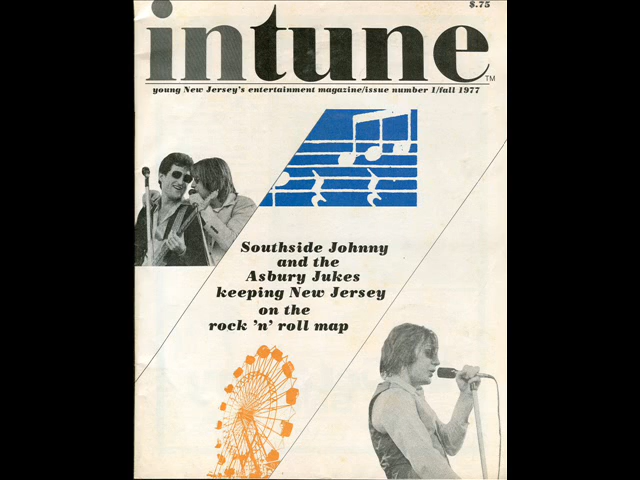 $.75
intune
TM
young New Jersey's entertainment magazine/issue number 1/fall 1977
Southside Johnny
and the
Asbury Jukes
keeping New Jersey
on the
rock 'n' roll map